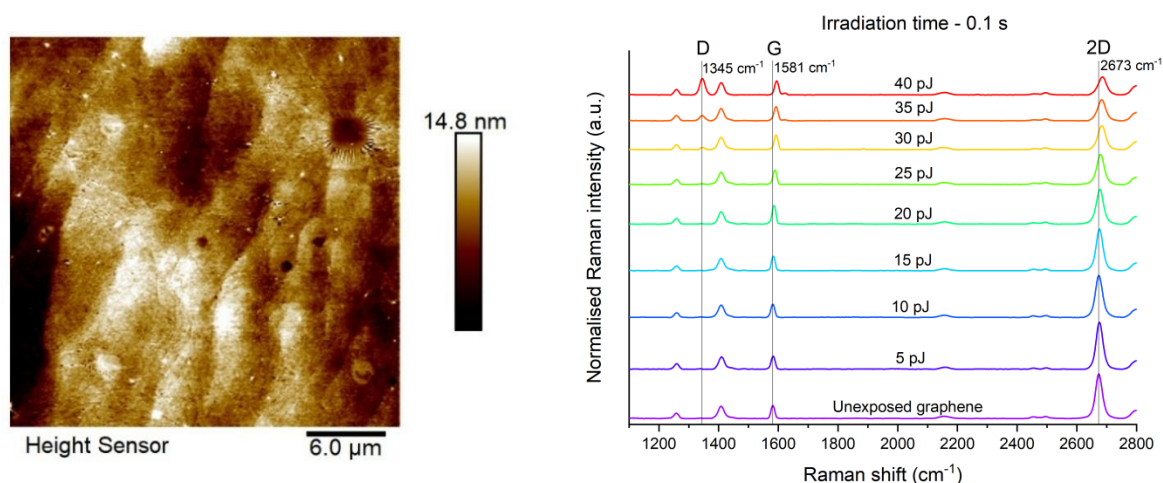 14.8 nm
Height Sensor
6.0 µm
Irradiation time - 0.1 s
D
G
2D
1345 cm⁻¹
1581 cm⁻¹
2673 cm⁻¹
40 pJ
35 pJ
30 pJ
25 pJ
20 pJ
15 pJ
10 pJ
5 pJ
Unexposed graphene
Normalised Raman intensity (a.u.)
1200 1400 1600 1800 2000 2200 2400 2600 2800
Raman shift (cm⁻¹)